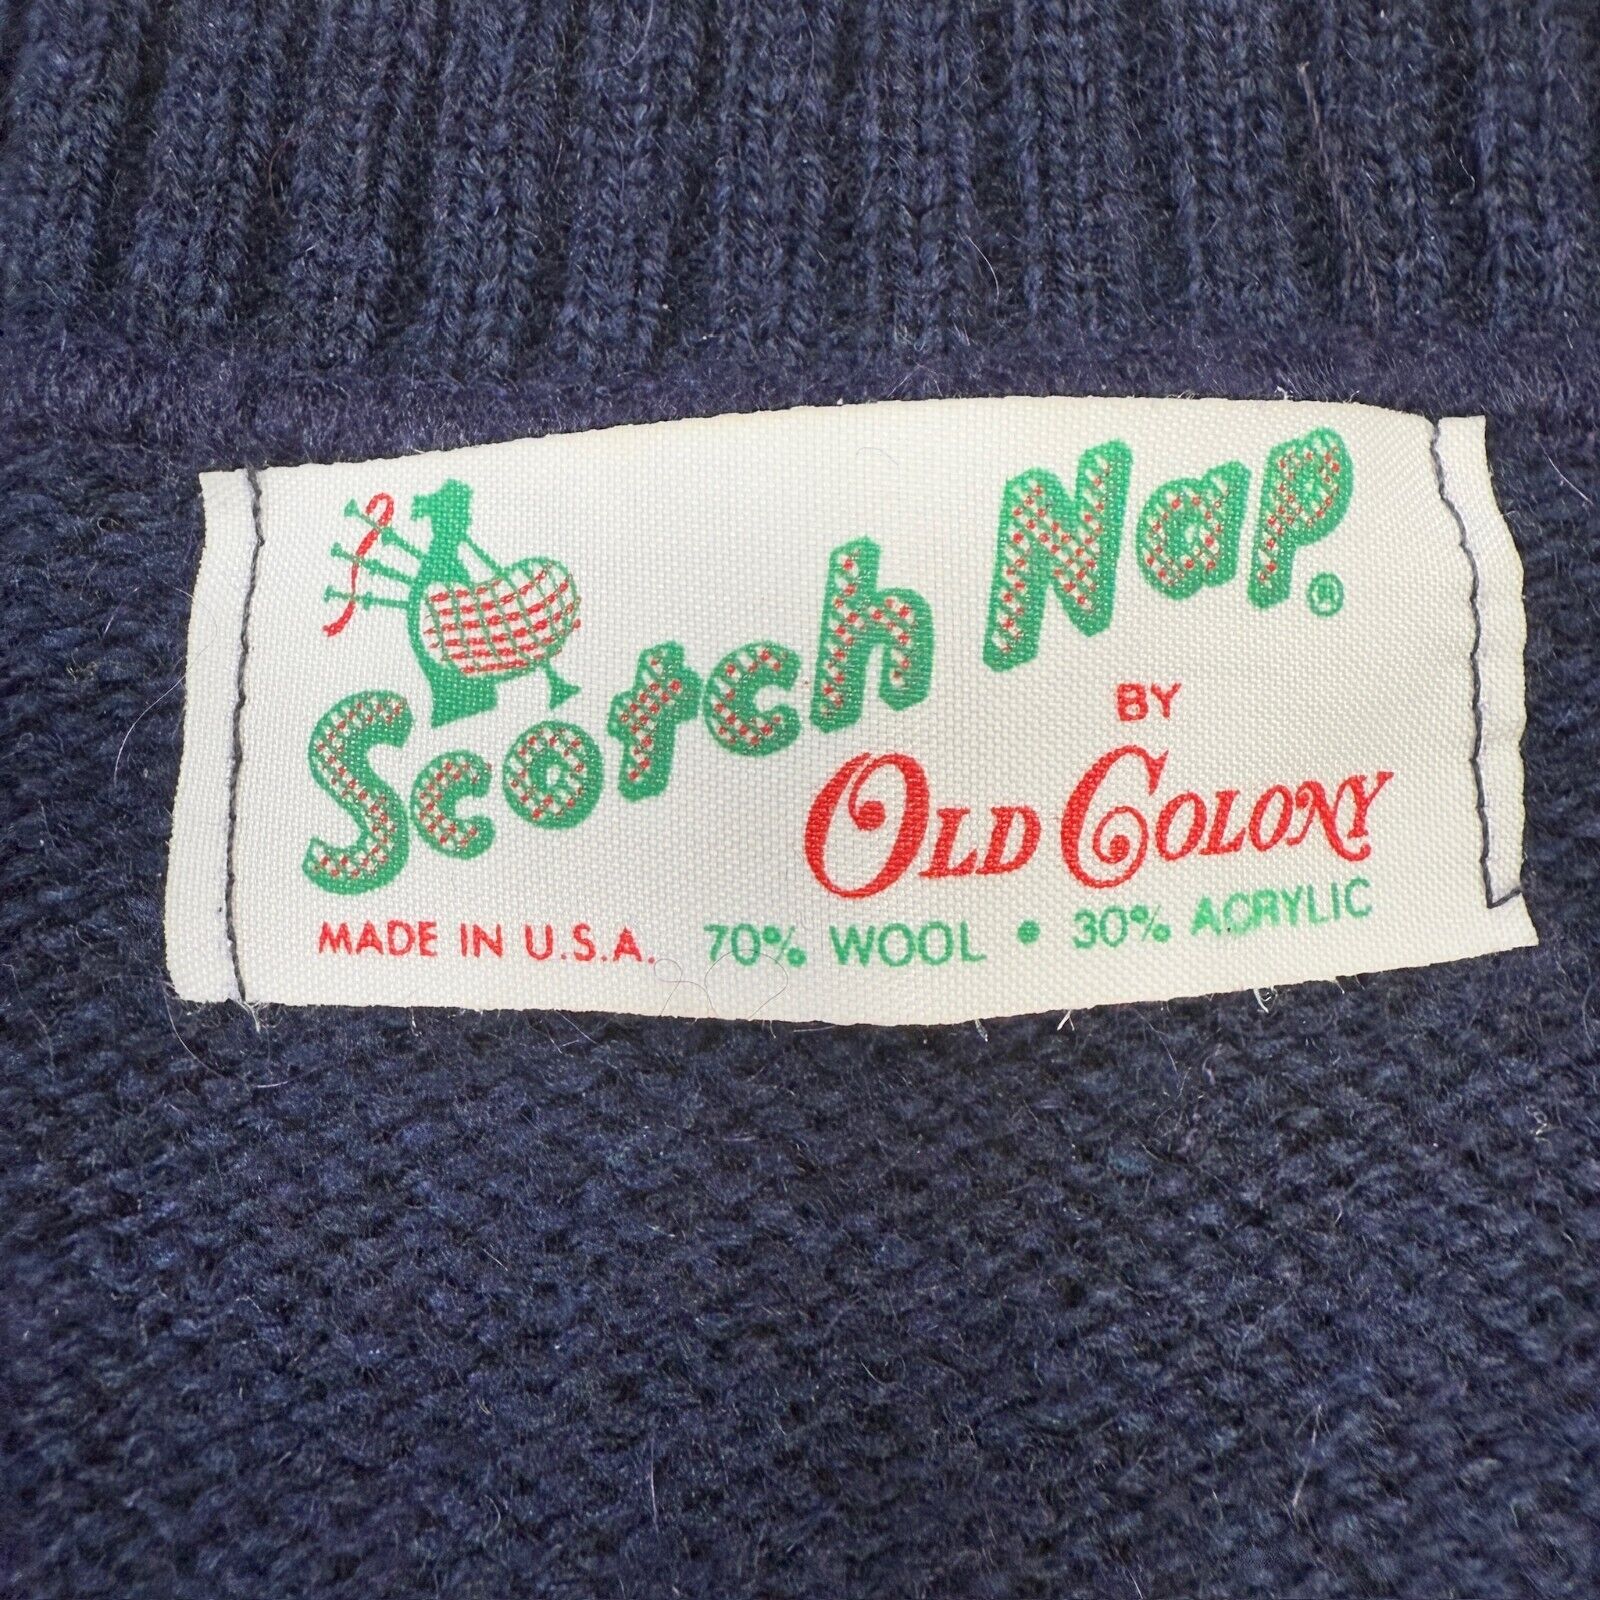 Scotch Nap®
BY
OLD COLONY
MADE IN U.S.A. 70% WOOL • 30% ACRYLIC